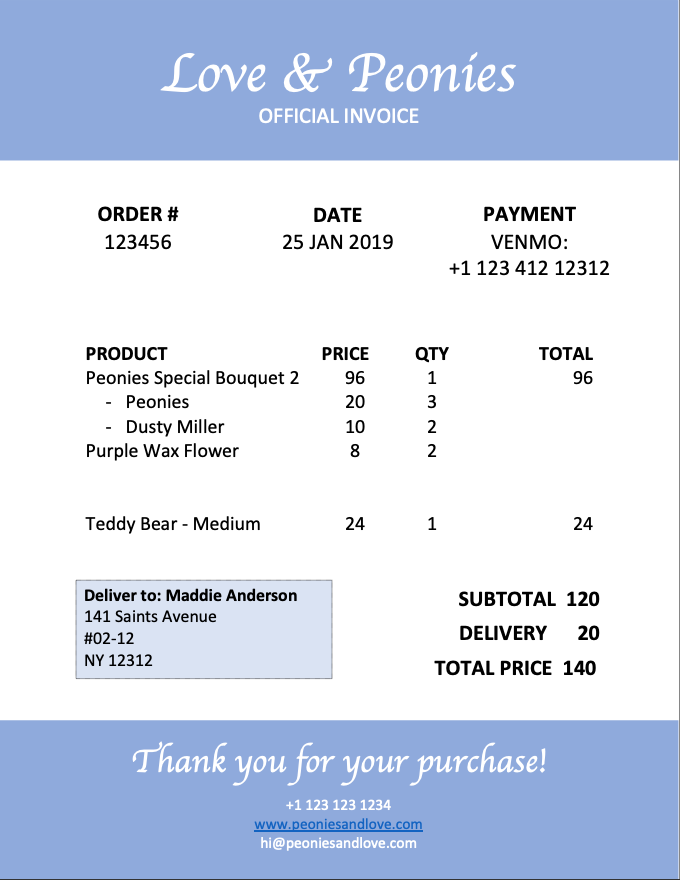 Love & Peonies
OFFICIAL INVOICE
ORDER # DATE PAYMENT
123456 25 JAN 2019 VENMO:
+1 123 412 12312
PRODUCT PRICE QTY TOTAL
Peonies Special Bouquet 2 96 1 96
- Peonies 20 3
- Dusty Miller 10 2
Purple Wax Flower 8 2
Teddy Bear - Medium 24 1 24
Deliver to: Maddie Anderson
141 Saints Avenue
#02-12
NY 12312
SUBTOTAL 120
DELIVERY 20
TOTAL PRICE 140
Thank you for your purchase!
+1 123 123 1234
www.peoniesandlove.com
hi@peoniesandlove.com